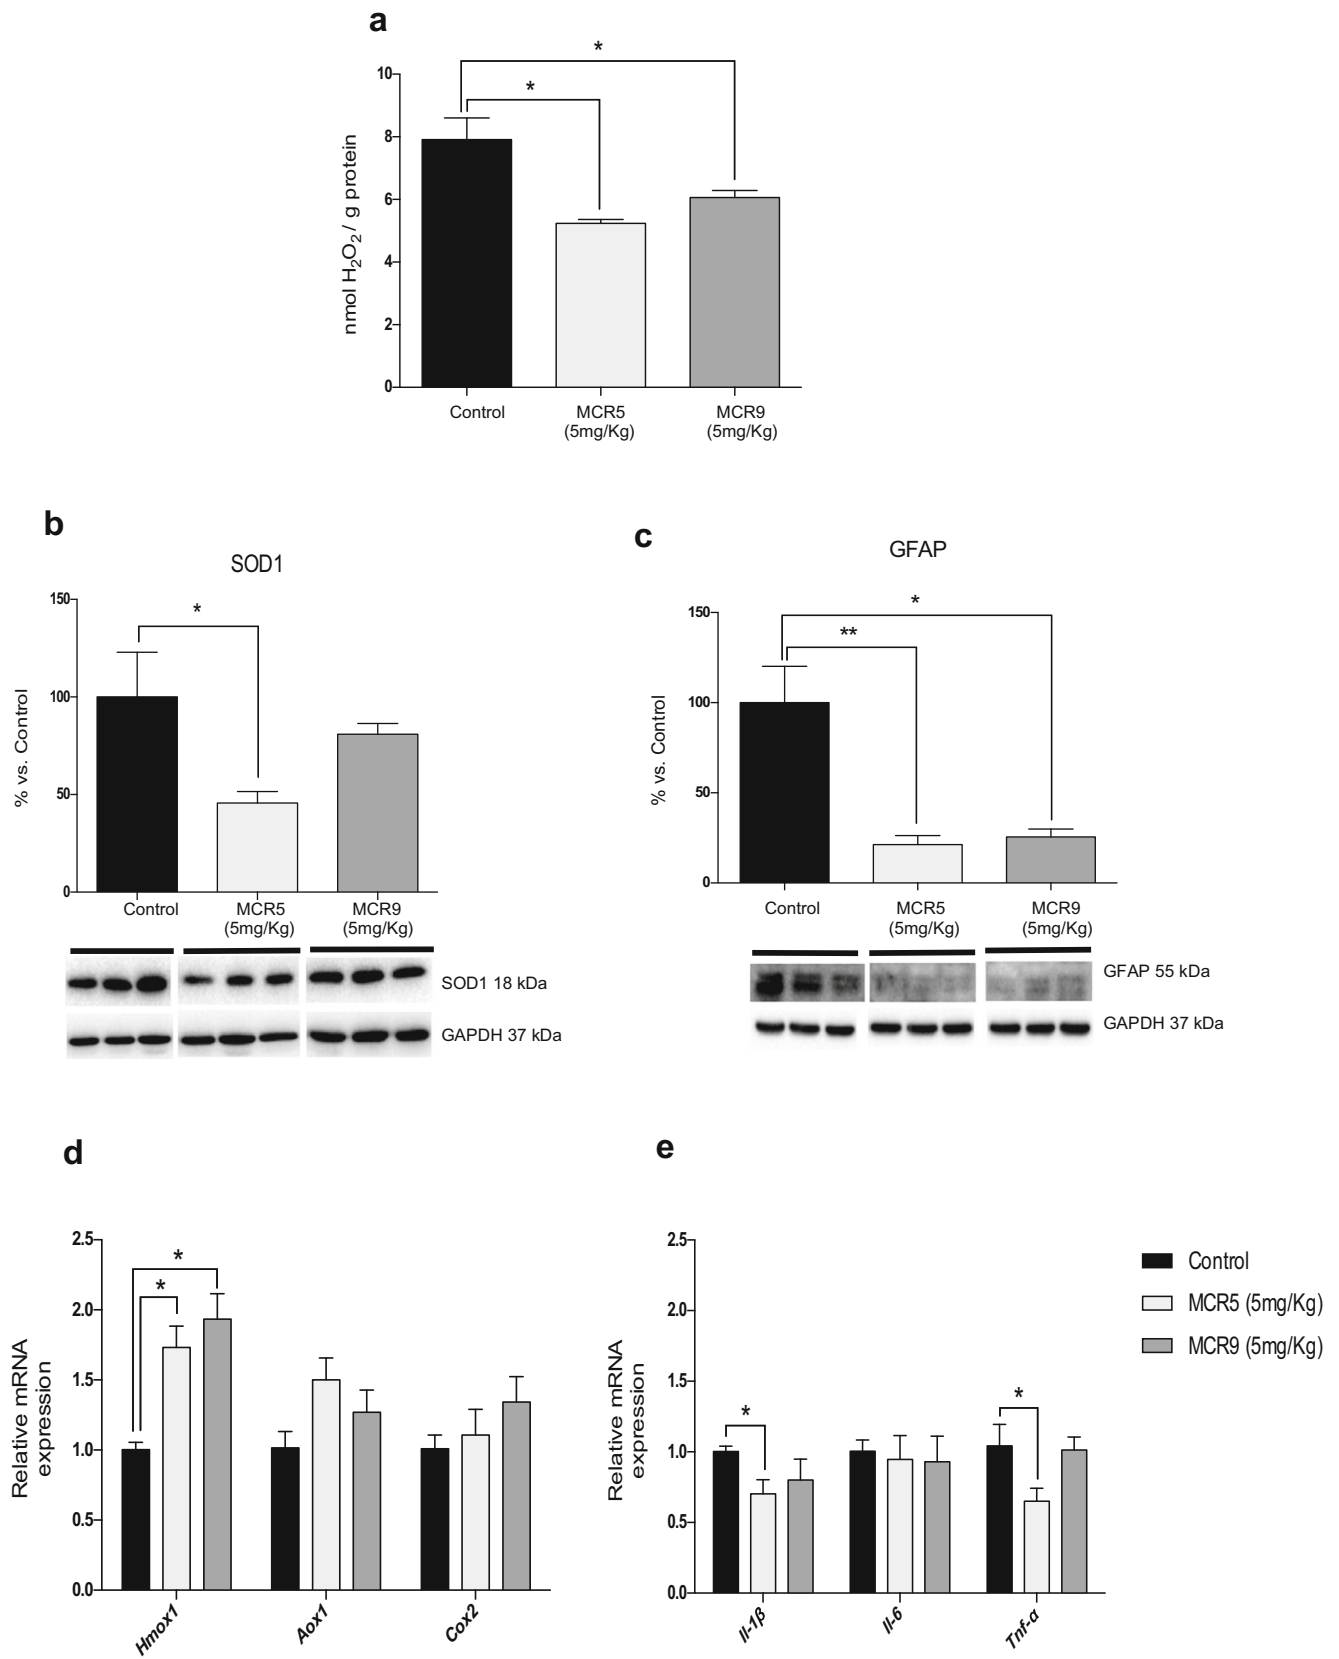 a
*
*
10
8
6
4
2
0
nmol H2O2 / g protein
Control
MCR5
(5mg/Kg)
MCR9
(5mg/Kg)
b
SOD1
*
150
100
50
0
% vs. Control
Control
MCR5
(5mg/Kg)
MCR9
(5mg/Kg)
SOD1 18 kDa
GAPDH 37 kDa
c
GFAP
*
**
150
100
50
0
% vs. Control
Control
MCR5
(5mg/Kg)
MCR9
(5mg/Kg)
GFAP 55 kDa
GAPDH 37 kDa
d
*
*
2.5
2.0
1.5
1.0
0.5
0.0
Relative mRNA
expression
Hmox1
Aox1
Cox2
e
*
*
2.5
2.0
1.5
1.0
0.5
0.0
Relative mRNA
expression
Il-1β
Il-6
Tnf-α
Control
MCR5 (5mg/Kg)
MCR9 (5mg/Kg)